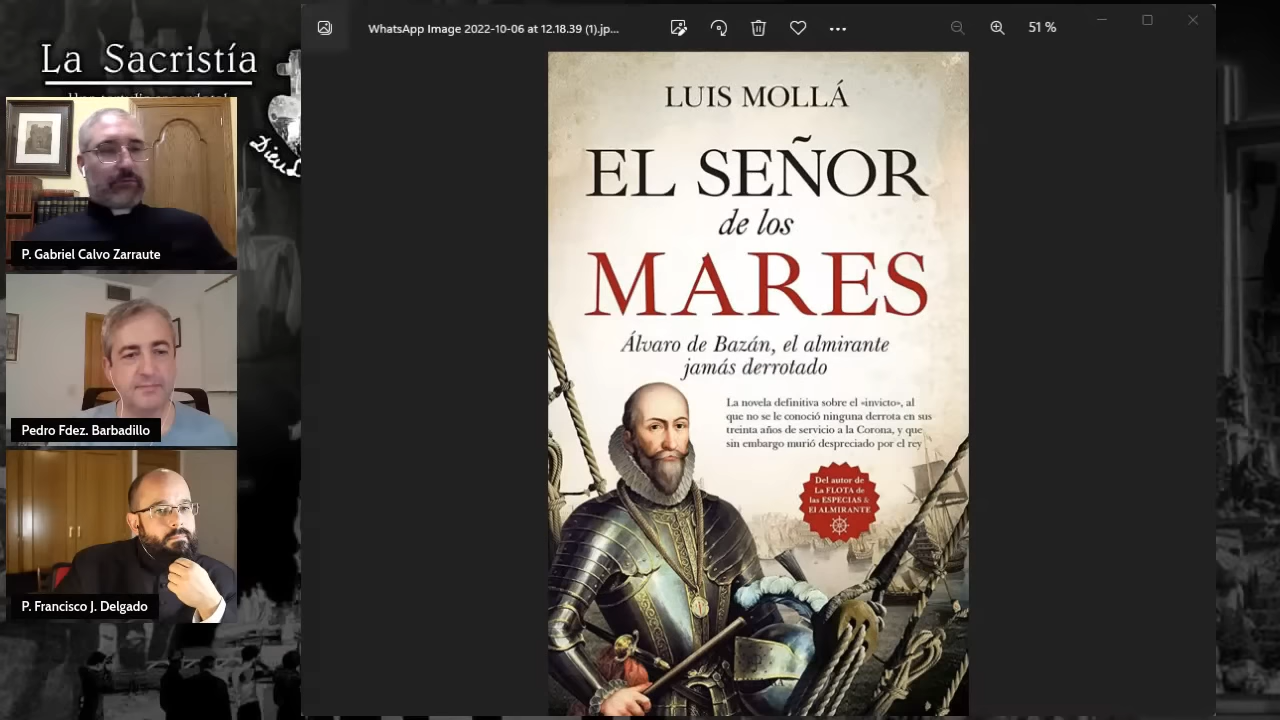 La Sacristía
WhatsApp Image 2022-10-06 at 12.18.39 (1).jp...
51 %
P. Gabriel Calvo Zarraute
Pedro Fdez. Barbadillo
P. Francisco J. Delgado
LUIS MOLLÁ
EL SEÑOR
de los
MARES
Álvaro de Bazán, el almirante
jamás derrotado
La novela definitiva sobre el «invicto», al
que no se le conoció ninguna derrota en sus
treinta años de servicio a la Corona, y que
sin embargo murió despreciado por el rey
Del autor de
La FLOTA de
las ESPECIAS &
El ALMIRANTE